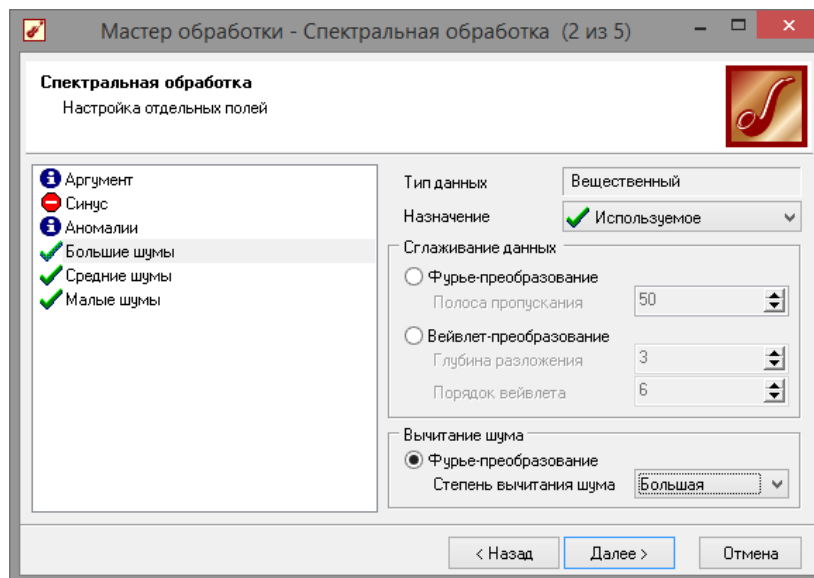 Мастер обработки - Спектральная обработка (2 из 5)
Спектральная обработка
Настройка отдельных полей
Аргумент
Синус
Аномалии
Большие шумы
Средние шумы
Малые шумы
Тип данных Вещественный
Назначение Используемое
Сглаживание данных
Фурье-преобразование
Полоса пропускания 50
Вейвлет-преобразование
Глубина разложения 3
Порядок вейвлета 6
Вычитание шума
Фурье-преобразование
Степень вычитания шума Большая
< Назад Далее > Отмена